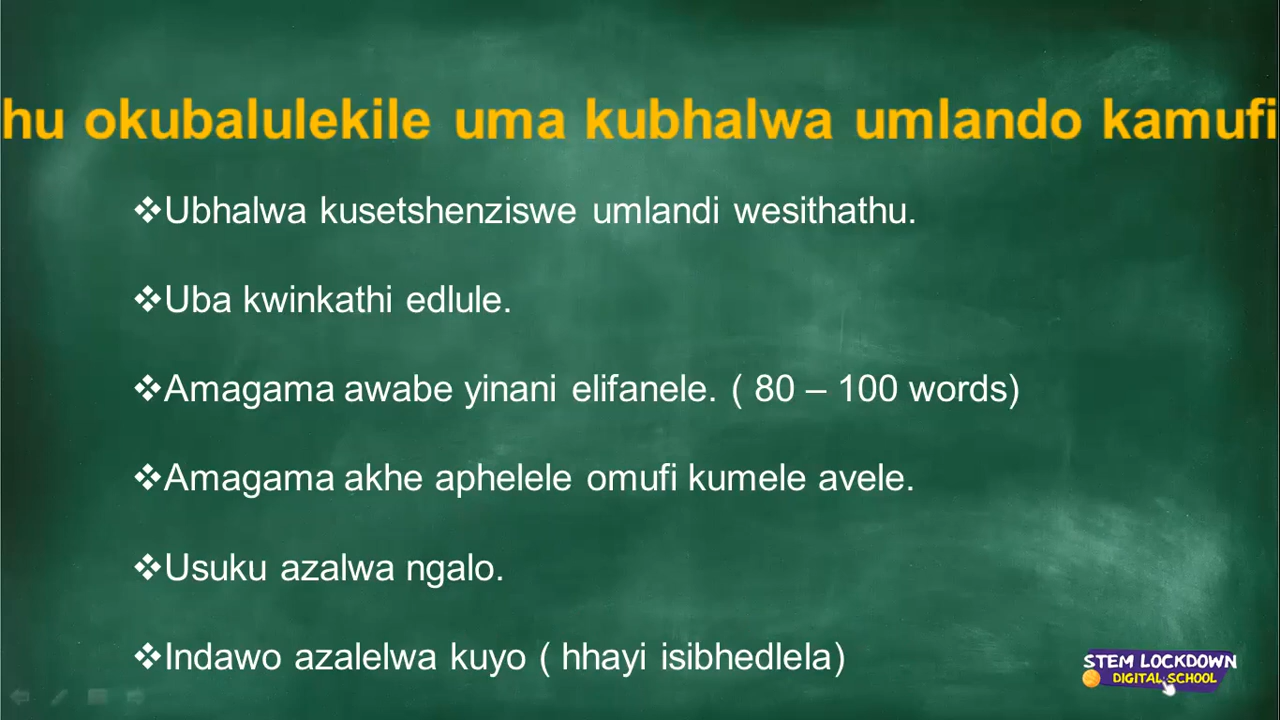 hu okubalulekile uma kubhalwa umlando kamufi
❖Ubhalwa kusetshenziswe umlandi wesithathu.
❖Uba kwinkathi edlule.
❖Amagama awabe yinani elifanele. ( 80 – 100 words)
❖Amagama akhe aphelele omufi kumele avele.
❖Usuku azalwa ngalo.
❖Indawo azalelwa kuyo ( hhayi isibhedlela)
STEM LOCKDOWN
DIGITAL SCHOOL